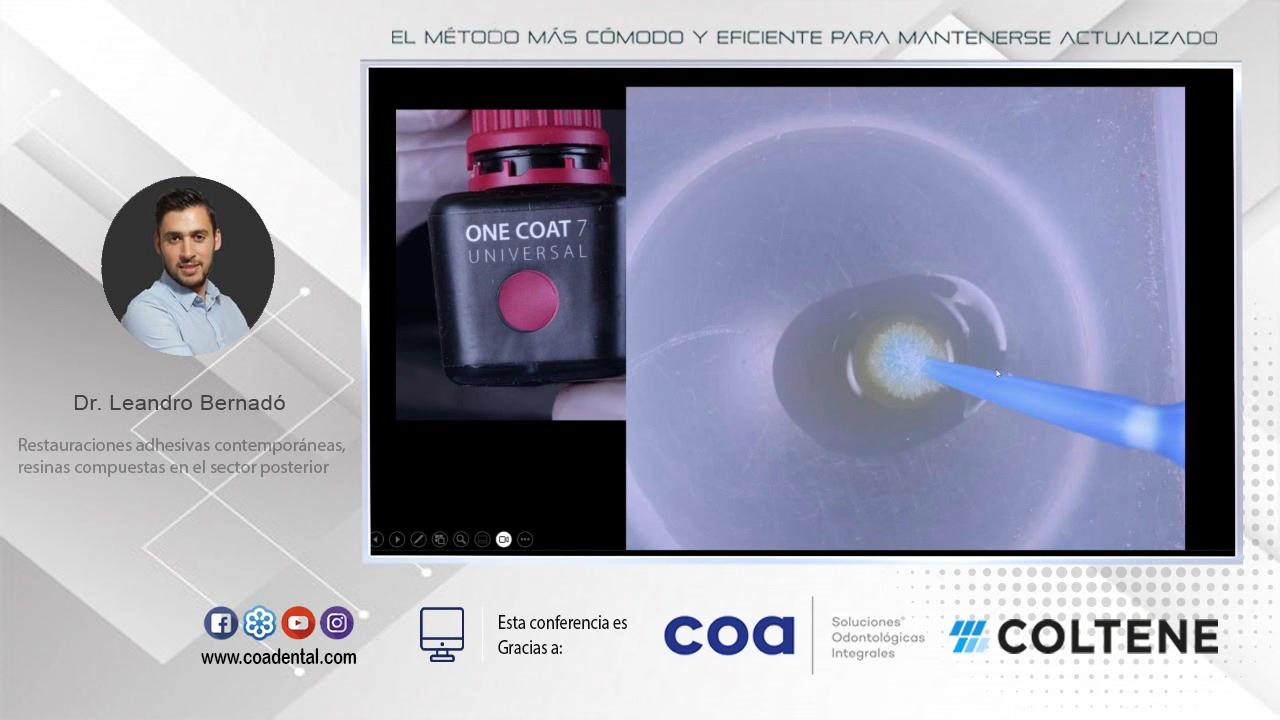 EL MÉTODO MÁS CÓMODO Y EFICIENTE PARA MANTENERSE ACTUALIZADO
ONE COAT 7
UNIVERSAL
Dr. Leandro Bernadó
Restauraciones adhesivas contemporáneas,
resinas compuestas en el sector posterior
www.coadental.com
Esta conferencia es
Gracias a:
coa
Soluciones®
Odontológicas
Integrales
COLTENE